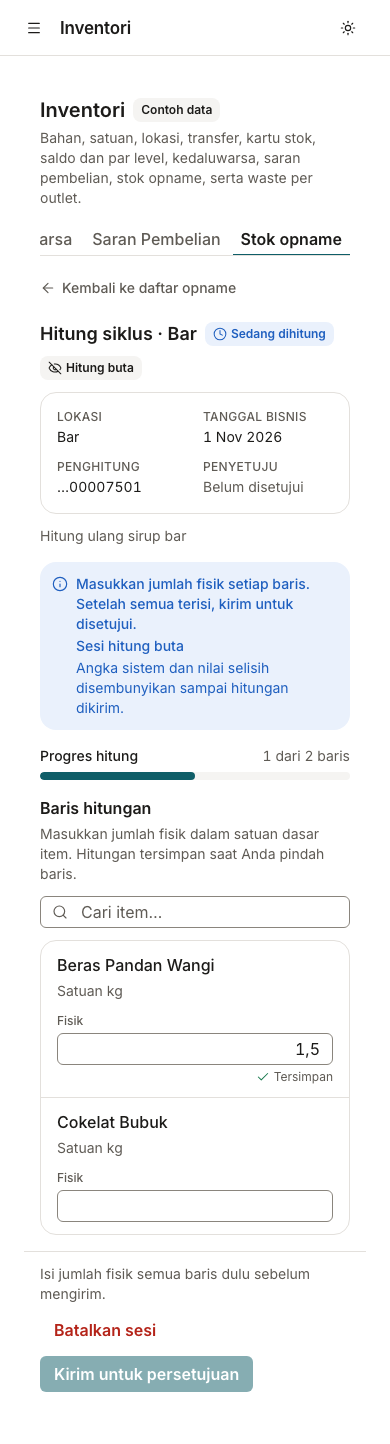 Inventori
Inventori
Contoh data
Bahan, satuan, lokasi, transfer, kartu stok,
saldo dan par level, kedaluwarsa, saran
pembelian, stok opname, serta waste per
outlet.
arsa Saran Pembelian Stok opname
Kembali ke daftar opname
Hitung siklus · Bar
Sedang dihitung
Hitung buta
LOKASI
Bar
TANGGAL BISNIS
1 Nov 2026
PENGHITUNG
…00007501
PENYETUJU
Belum disetujui
Hitung ulang sirup bar
Masukkan jumlah fisik setiap baris.
Setelah semua terisi, kirim untuk
disetujui.
Sesi hitung buta
Angka sistem dan nilai selisih
disembunyikan sampai hitungan
dikirim.
Progres hitung 1 dari 2 baris
Baris hitungan
Masukkan jumlah fisik dalam satuan dasar
item. Hitungan tersimpan saat Anda pindah
baris.
Cari item...
Beras Pandan Wangi
Satuan kg
Fisik
1,5
Tersimpan
Cokelat Bubuk
Satuan kg
Fisik
Isi jumlah fisik semua baris dulu sebelum
mengirim.
Batalkan sesi
Kirim untuk persetujuan